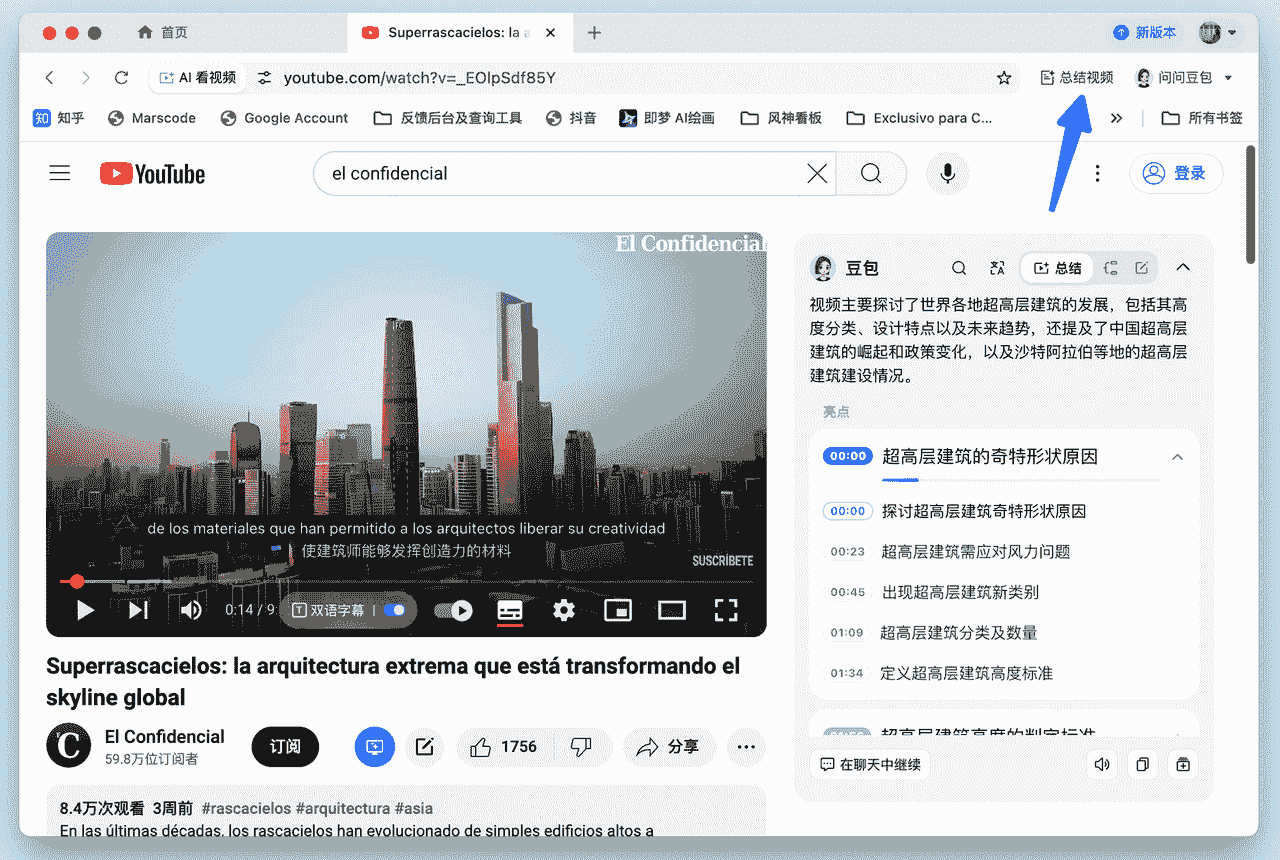 首页
Superrascacielos: la a
新版本
AI 看视频
youtube.com/watch?v=_EOlpSdf85Y
总结视频
问问豆包
知 知乎
Marscode
Google Account
反馈后台及查询工具
抖音
即梦 AI绘画
风神看板
Exclusivo para C...
所有书签
YouTube
el confidencial
登录
El Confidencial
IFC
de los materiales que han permitido a los arquitectos liberar su creatividad
使建筑师能够发挥创造力的材料
SUSCRÍBETE
0:14 / 9
双语字幕
Superrascacielos: la arquitectura extrema que está transformando el
skyline global
El Confidencial
59.8万位订阅者
订阅
1756
分享
8.4万次观看 3周前 #rascacielos #arquitectura #asia
En las últimas décadas, los rascacielos han evolucionado de simples edificios altos a
豆包
总结
视频主要探讨了世界各地超高层建筑的发展，包括其高
度分类、设计特点以及未来趋势，还提及了中国超高层
建筑的崛起和政策变化，以及沙特阿拉伯等地的超高层
建筑建设情况。
亮点
00:00 超高层建筑的奇特形状原因
00:00 探讨超高层建筑奇特形状原因
00:23 超高层建筑需应对风力问题
00:45 出现超高层建筑新类别
01:09 超高层建筑分类及数量
01:34 定义超高层建筑高度标准
超高层建筑高度的判定标准
在聊天中继续